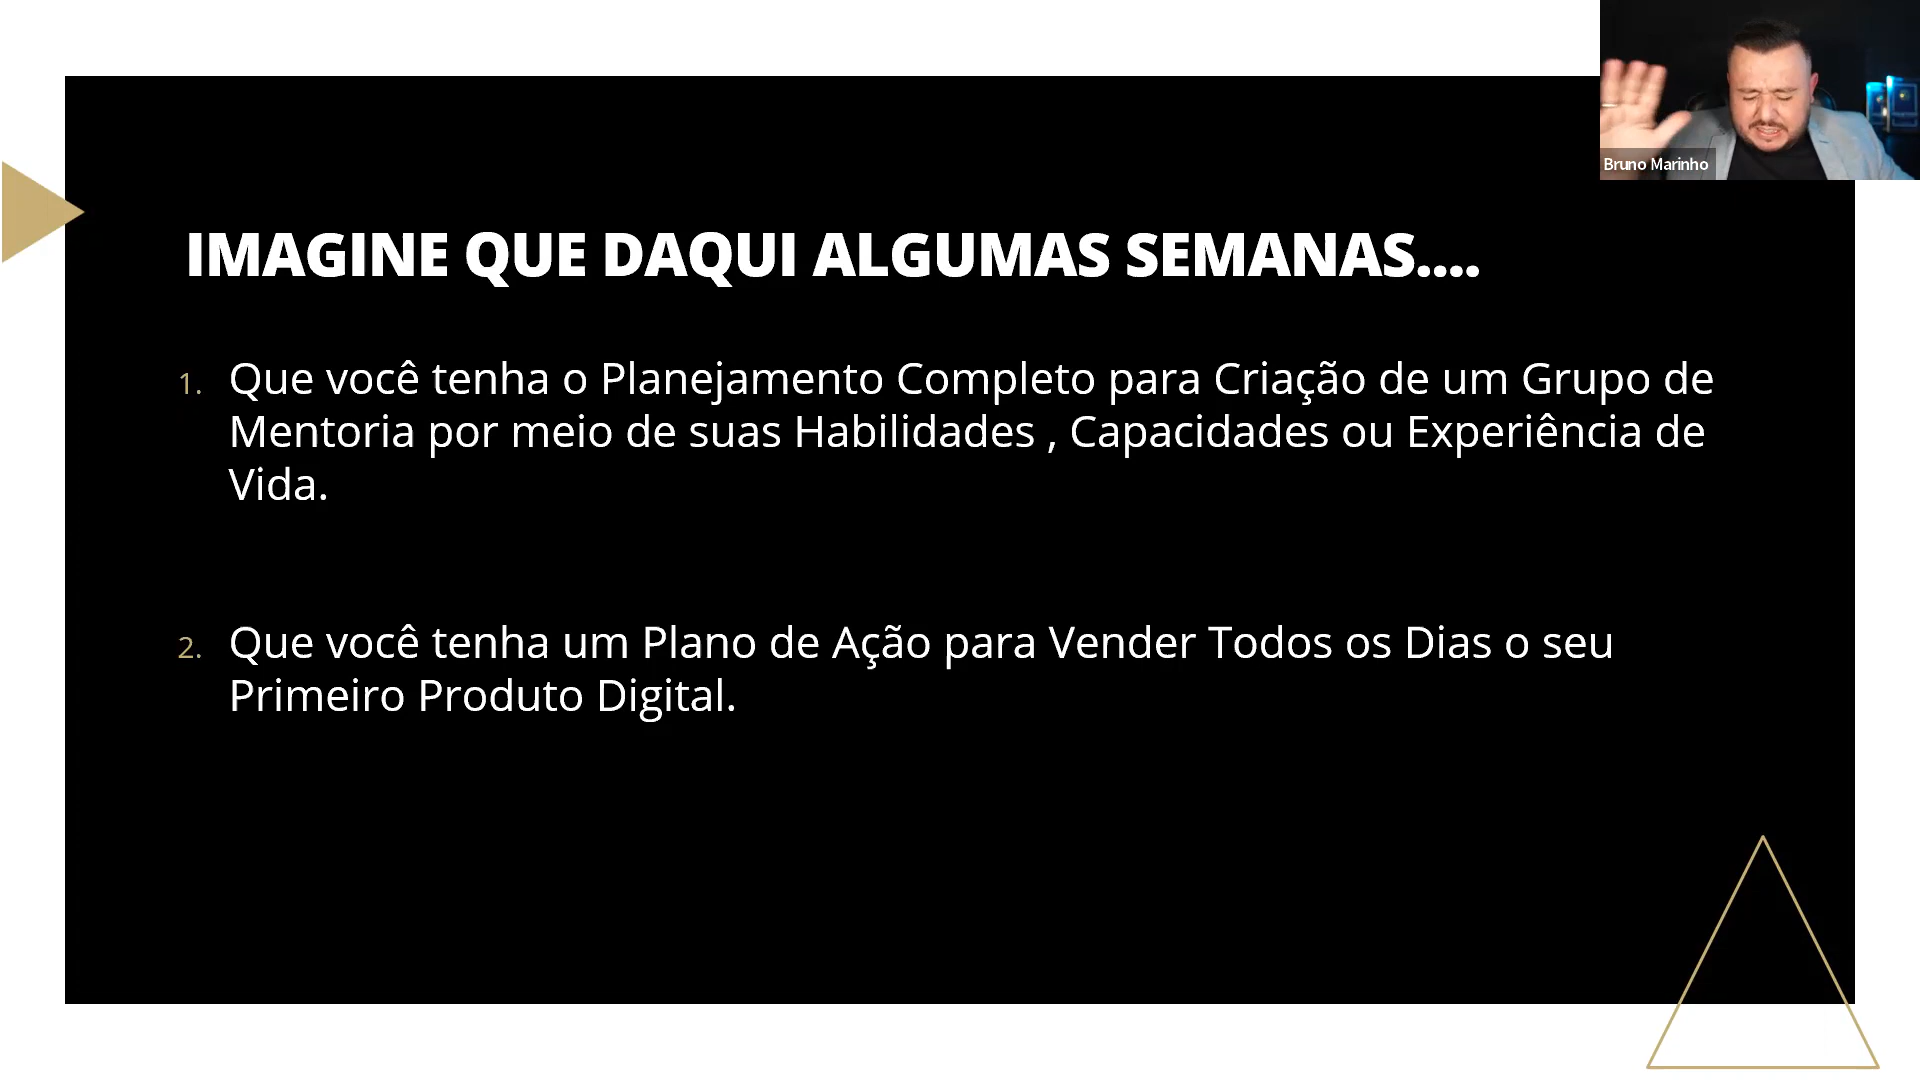 Bruno Marinho
IMAGINE QUE DAQUI ALGUMAS SEMANAS....
1. Que você tenha o Planejamento Completo para Criação de um Grupo de
Mentoria por meio de suas Habilidades , Capacidades ou Experiência de
Vida.
2. Que você tenha um Plano de Ação para Vender Todos os Dias o seu
Primeiro Produto Digital.